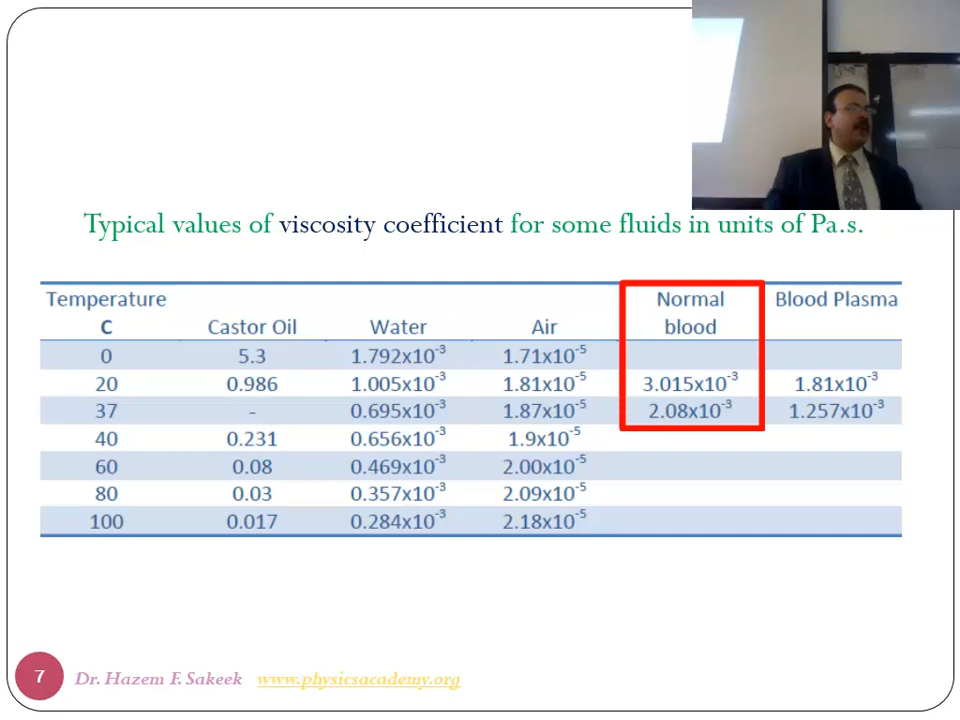 Typical values of viscosity coefficient for some fluids in units of Pa.s.
Temperature C Castor Oil Water Air Normal blood Blood Plasma
0 5.3 1.792x10⁻³ 1.71x10⁻⁵
20 0.986 1.005x10⁻³ 1.81x10⁻⁵ 3.015x10⁻³ 1.81x10⁻³
37 - 0.695x10⁻³ 1.87x10⁻⁵ 2.08x10⁻³ 1.257x10⁻³
40 0.231 0.656x10⁻³ 1.9x10⁻⁵
60 0.08 0.469x10⁻³ 2.00x10⁻⁵
80 0.03 0.357x10⁻³ 2.09x10⁻⁵
100 0.017 0.284x10⁻³ 2.18x10⁻⁵
7 Dr. Hazem F. Sakeek www.physicsacademy.org